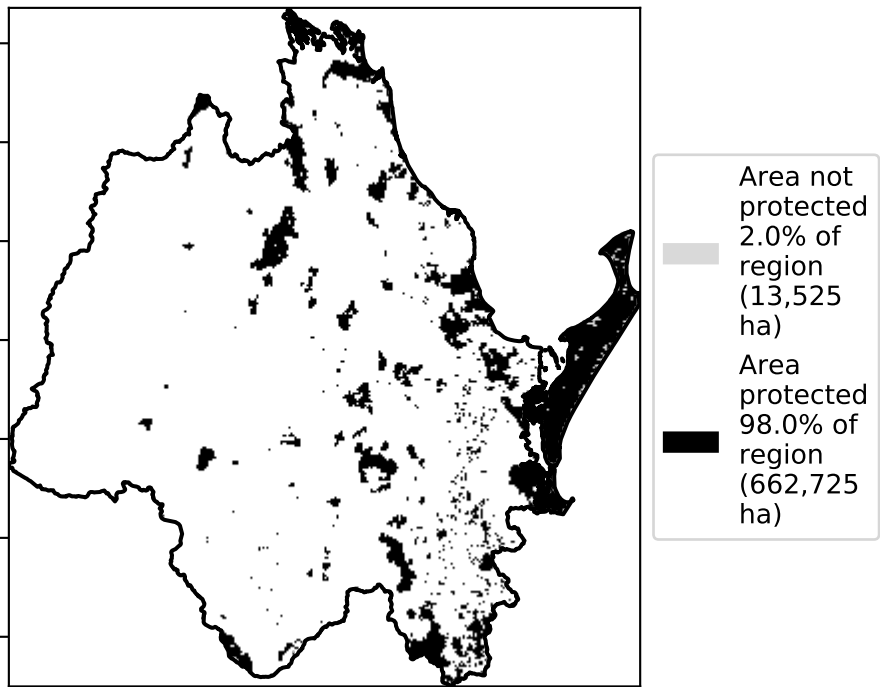 Area not
protected
2.0% of
region
(13,525
ha)
Area
protected
98.0% of
region
(662,725
ha)